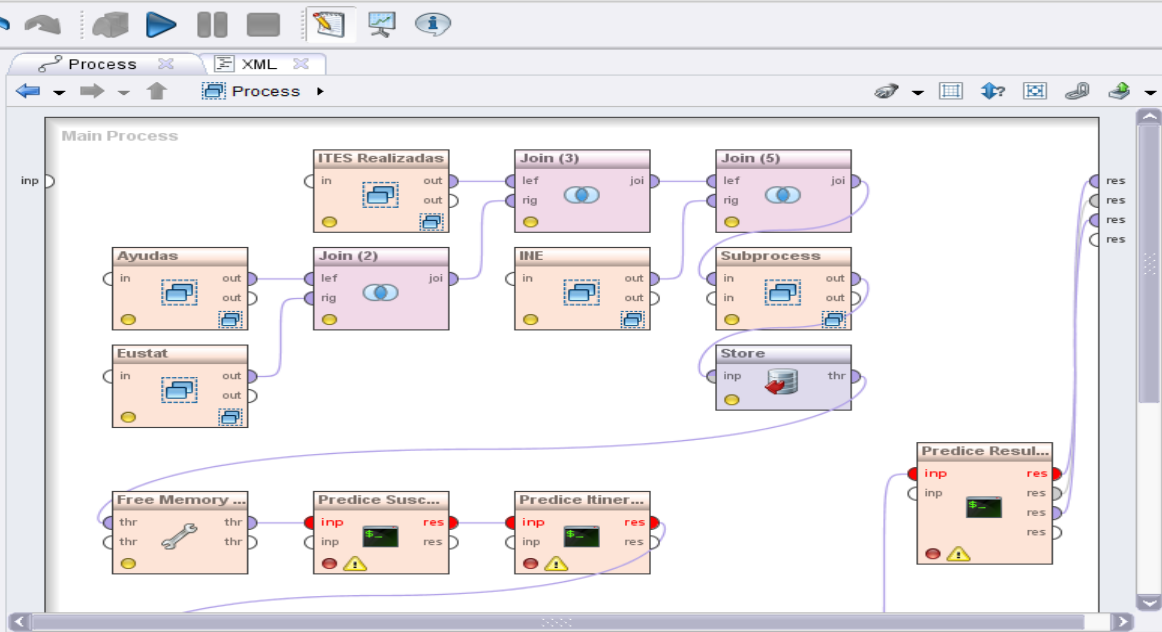 Process
XML
Process
Main Process
inp
ITES Realizadas
in
out
out
Join (3)
lef
joi
rig
Join (5)
lef
joi
rig
res
res
res
res
Ayudas
in
out
out
Join (2)
lef
joi
rig
INE
in
out
out
Subprocess
in
out
in
out
Eustat
in
out
out
Store
inp
thr
Predice Resul...
inp
res
inp
res
res
res
Free Memory ...
thr
thr
thr
thr
Predice Susc...
inp
res
inp
res
Predice Itiner...
inp
res
inp
res